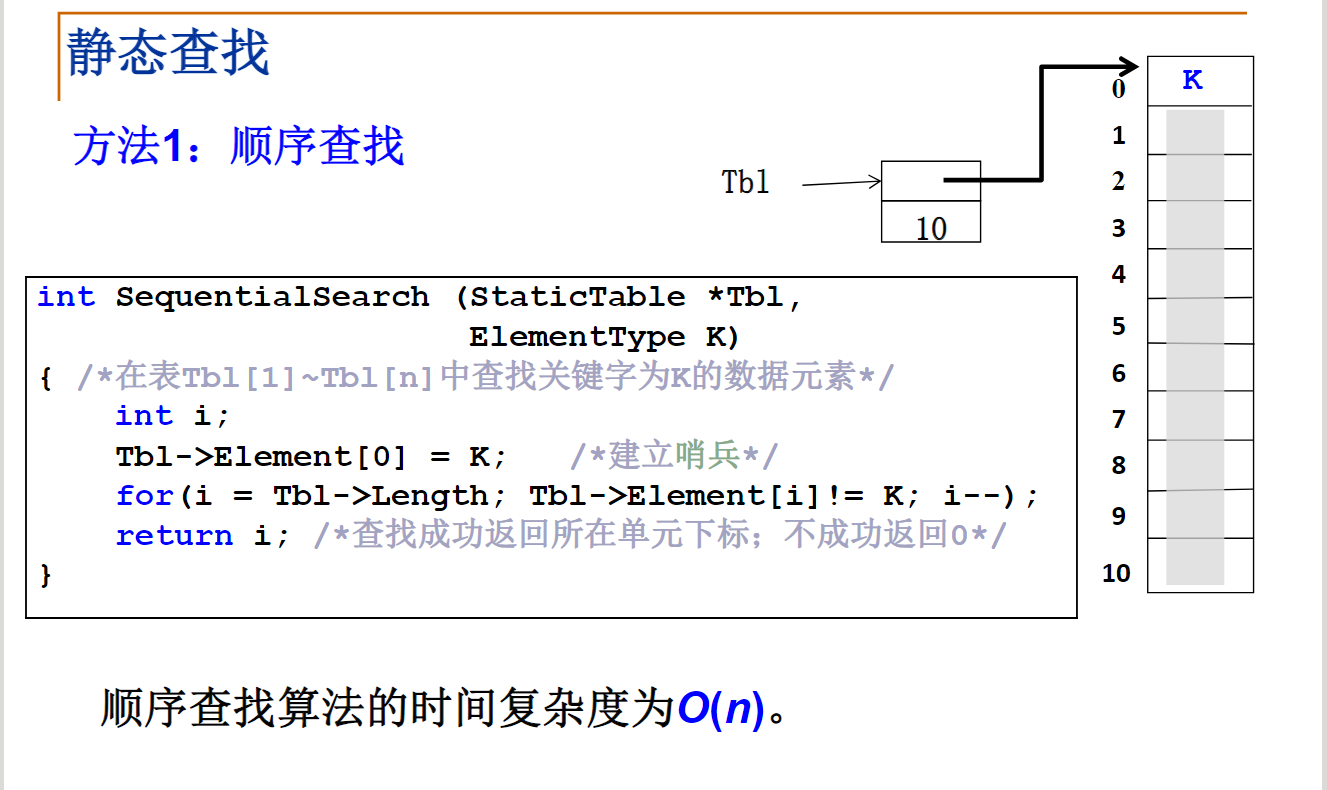 静态查找
方法1：顺序查找
Tbl
10
K
0
1
2
3
4
5
6
7
8
9
10
int SequentialSearch (StaticTable *Tbl,
ElementType K)
{ /*在表Tbl[1]~Tbl[n]中查找关键字为K的数据元素*/
int i;
Tbl->Element[0] = K; /*建立哨兵*/
for(i = Tbl->Length; Tbl->Element[i]!= K; i--);
return i; /*查找成功返回所在单元下标；不成功返回0*/
}
顺序查找算法的时间复杂度为O(n)。